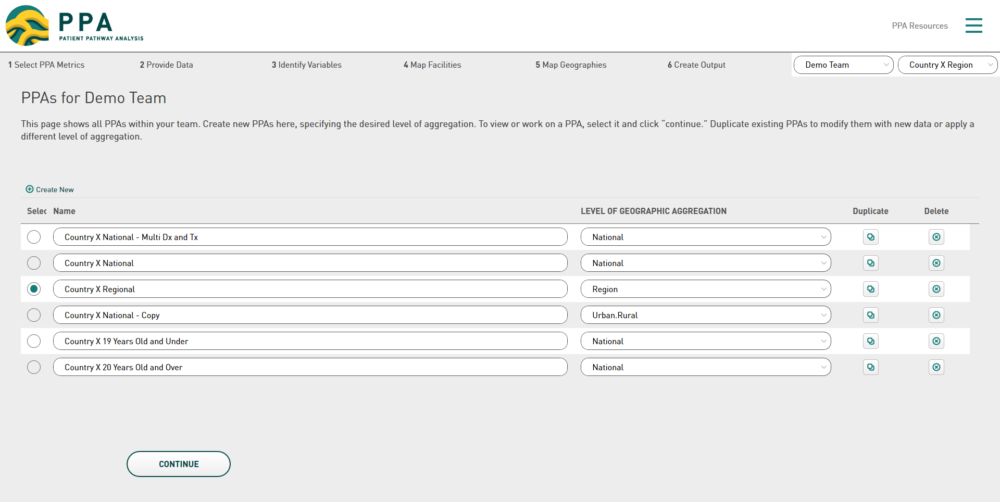 PPA
PATIENT PATHWAY ANALYSIS
PPA Resources
1 Select PPA Metrics
2 Provide Data
3 Identify Variables
4 Map Facilities
5 Map Geographies
6 Create Output
Demo Team
Country X Region
PPAs for Demo Team
This page shows all PPAs within your team. Create new PPAs here, specifying the desired level of aggregation. To view or work on a PPA, select it and click “continue.” Duplicate existing PPAs to modify them with new data or apply a
different level of aggregation.
Create New
Selec Name LEVEL OF GEOGRAPHIC AGGREGATION Duplicate Delete
Country X National - Multi Dx and Tx National
Country X National National
Country X Regional Region
Country X National - Copy Urban.Rural
Country X 19 Years Old and Under National
Country X 20 Years Old and Over National
CONTINUE